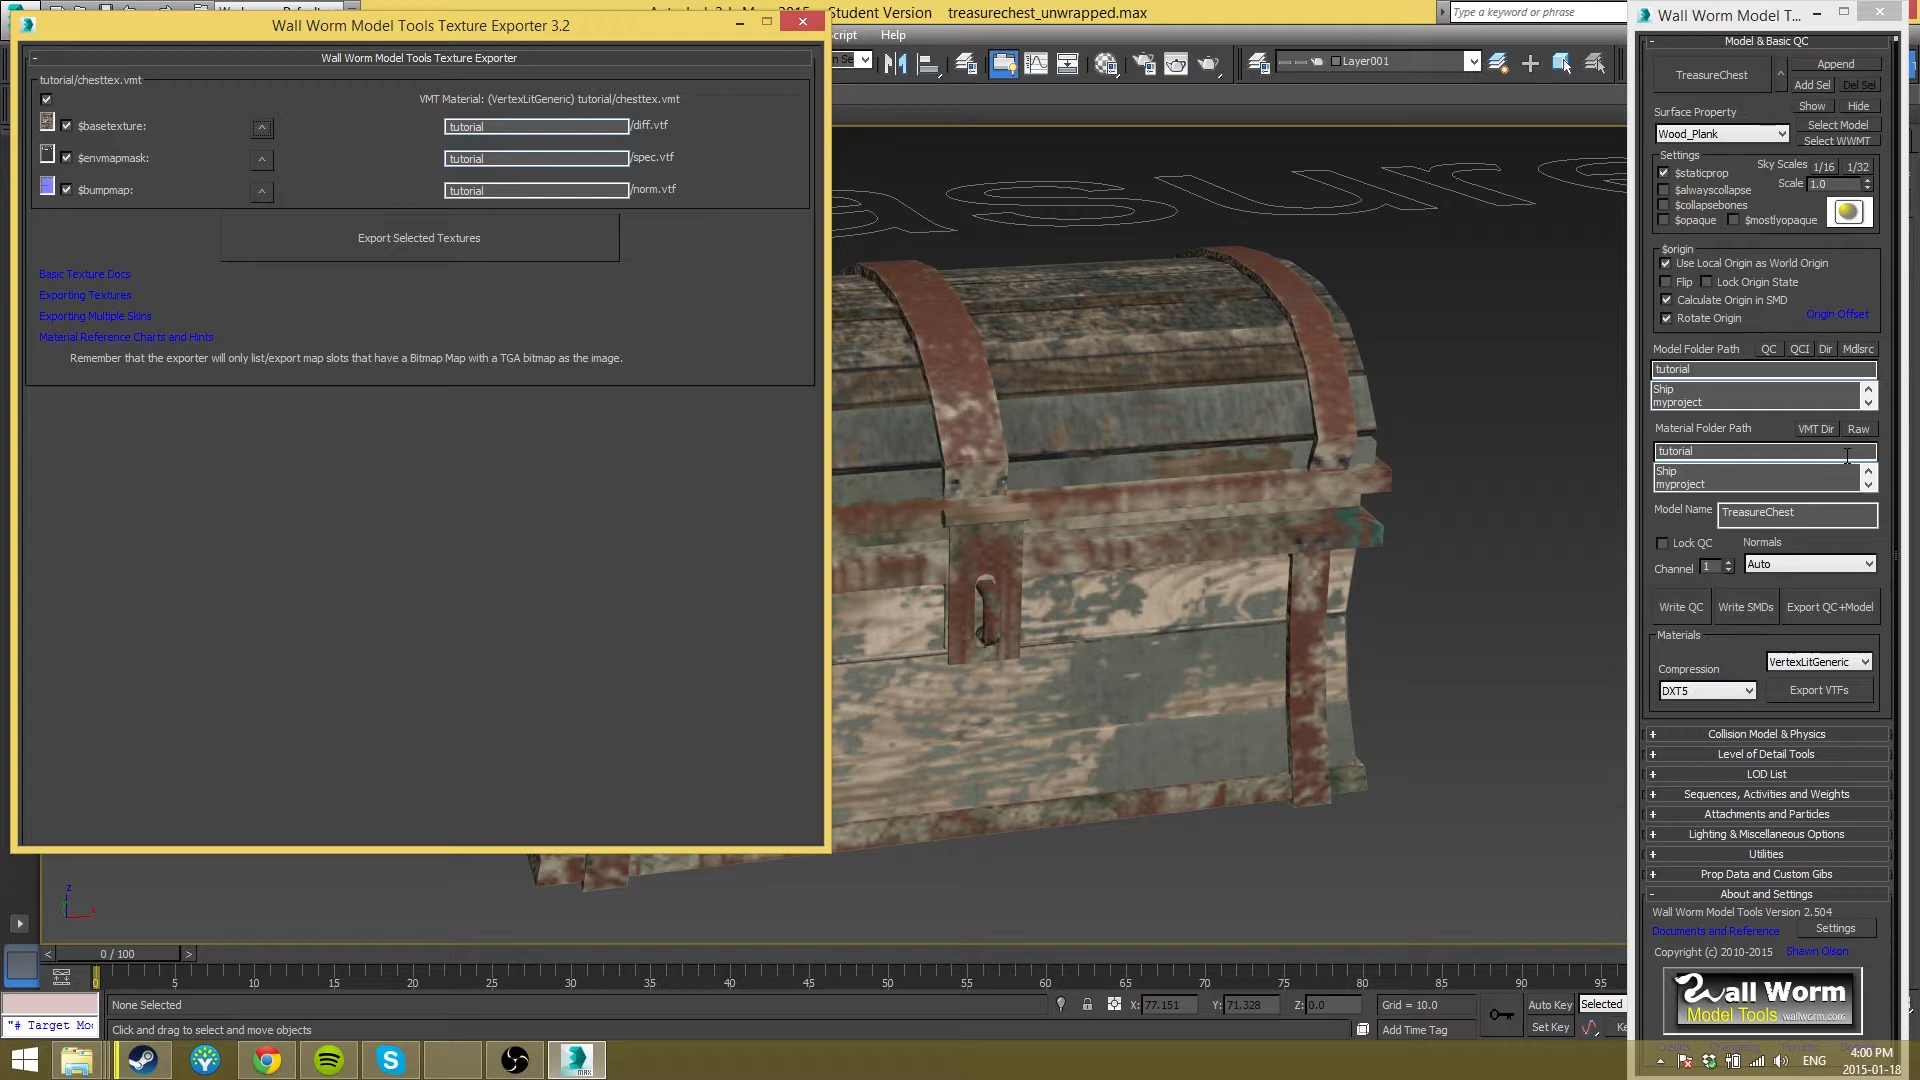 Wall Worm Model Tools Texture Exporter 3.2
Student Version treasurechest_unwrapped.max
Type a keyword or phrase
Help
Layer001
Wall Worm Model Tools Texture Exporter
tutorial/chesttex.vmt
VMT Material: (VertexLitGeneric) tutorial/chesttex.vmt
$basetexture: ^ tutorial /diff.vtf
$envmapmask: ^ tutorial /spec.vtf
$bumpmap: ^ tutorial /norm.vtf
Export Selected Textures
Basic Texture Docs
Exporting Textures
Exporting Multiple Skins
Material Reference Charts and Hints
Remember that the exporter will only list/export map slots that have a Bitmap Map with a TGA bitmap as the image.
Wall Worm Model T...
Model & Basic QC
TreasureChest ^ Append
Add Sel Del Sel
Show Hide
Surface Property
Select Model
Wood_Plank
Select WWMT
Settings
Sky Scales 1/16 1/32
$staticprop
Scale 1.0
$alwayscollapse
$collapsebones
$opaque $mostlyopaque
$origin
Use Local Origin as World Origin
Flip Lock Origin State
Calculate Origin in SMD
Rotate Origin Origin Offset
Model Folder Path QC QCI Dir Mdlsrc
tutorial
Ship
myproject
Material Folder Path VMT Dir Raw
tutorial
Ship
myproject
Model Name TreasureChest
Lock QC Normals
Channel 1 Auto
Write QC Write SMDs Export QC+Model
Materials
Compression VertexLitGeneric
DXT5 Export VTFs
+ Collision Model & Physics
+ Level of Detail Tools
+ LOD List
+ Sequences, Activities and Weights
+ Attachments and Particles
+ Lighting & Miscellaneous Options
+ Utilities
+ Prop Data and Custom Gibs
- About and Settings
Wall Worm Model Tools Version 2.504
Documents and Reference Settings
Copyright (c) 2010-2015 Shawn Olson
Wall Worm
Model Tools wallworm.com
z
x
< 0 / 100 >
0 5 10 15 20 25 30 35 40 45 50 55 60 65 70 75 80 85 90 95
None Selected
X: 77.151 Y: 71.328 Z: 0.0 Grid = 10.0 Auto Key Selected
"# Target Mo
Click and drag to select and move objects
Add Time Tag Set Key
MAX
ENG
4:00 PM
2015-01-18